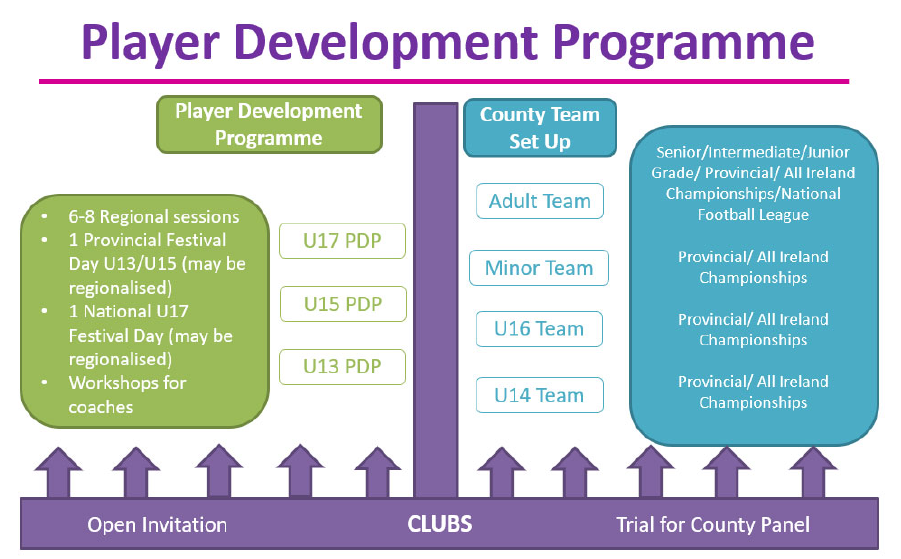 Player Development Programme
Player Development
Programme
• 6-8 Regional sessions
• 1 Provincial Festival
Day U13/U15 (may be
regionalised)
• 1 National U17
Festival Day (may be
regionalised)
• Workshops for
coaches
U17 PDP
U15 PDP
U13 PDP
County Team
Set Up
Adult Team
Minor Team
U16 Team
U14 Team
Senior/Intermediate/Junior
Grade/ Provincial/ All Ireland
Championships/National
Football League
Provincial/ All Ireland
Championships
Provincial/ All Ireland
Championships
Provincial/ All Ireland
Championships
Open Invitation
CLUBS
Trial for County Panel